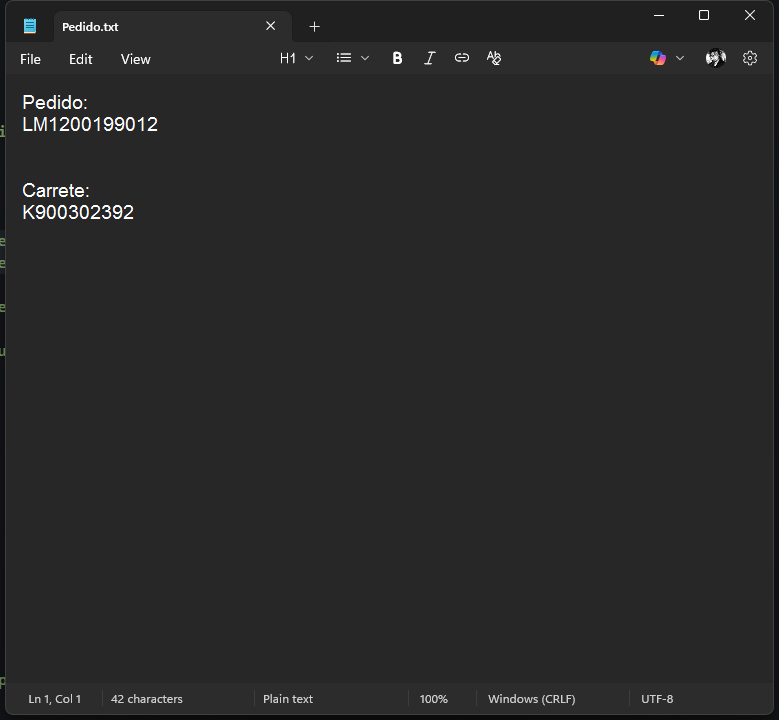 Pedido.txt
File Edit View H1
Pedido:
LM1200199012
Carrete:
K900302392
Ln 1, Col 1 42 characters Plain text 100% Windows (CRLF) UTF-8